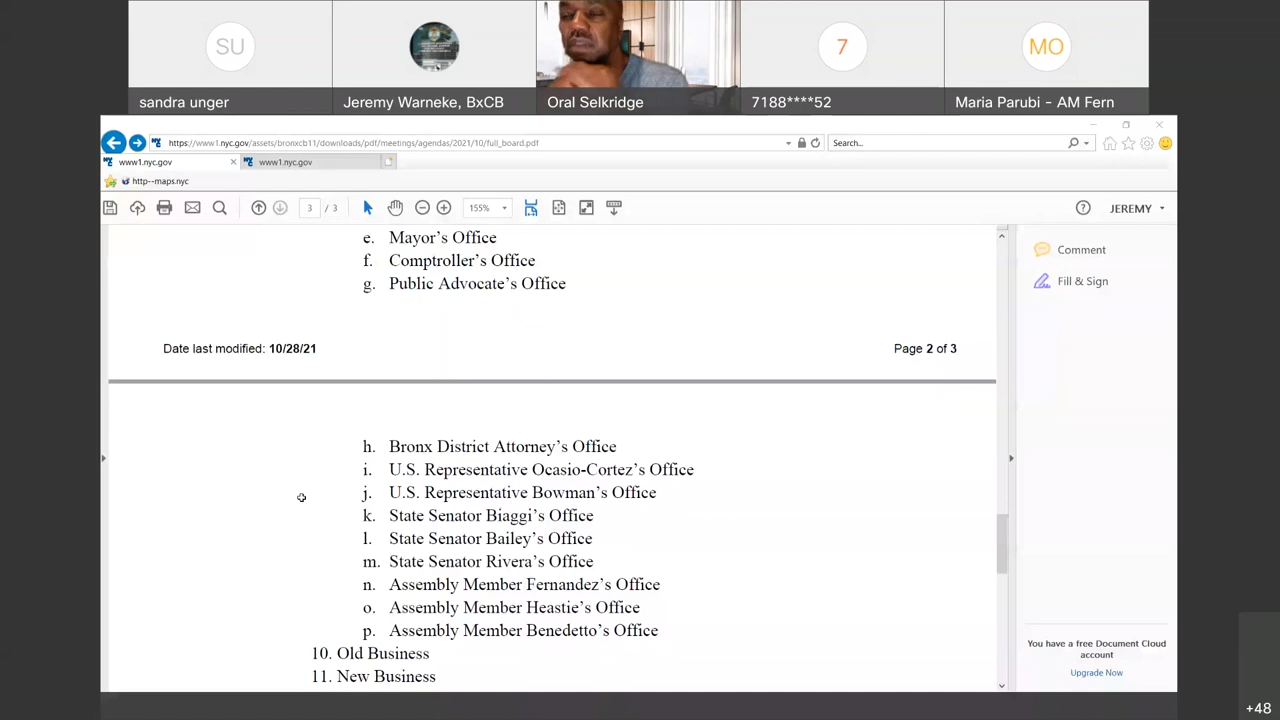 SU
7
MO
sandra unger
Jeremy Warneke, BxCB
Oral Selkridge
7188****52
Maria Parubi - AM Fern
https://www1.nyc.gov/assets/bronxcb11/downloads/pdf/meetings/agendas/2021/10/full_board.pdf
Search...
www1.nyc.gov
www1.nyc.gov
http--maps.nyc
3 / 3
155%
JEREMY
e. Mayor's Office
f. Comptroller's Office
g. Public Advocate's Office
Date last modified: 10/28/21
Page 2 of 3
h. Bronx District Attorney's Office
i. U.S. Representative Ocasio-Cortez's Office
j. U.S. Representative Bowman's Office
k. State Senator Biaggi's Office
l. State Senator Bailey's Office
m. State Senator Rivera's Office
n. Assembly Member Fernandez's Office
o. Assembly Member Heastie's Office
p. Assembly Member Benedetto's Office
10. Old Business
11. New Business
Comment
Fill & Sign
You have a free Document Cloud
account
Upgrade Now
+48